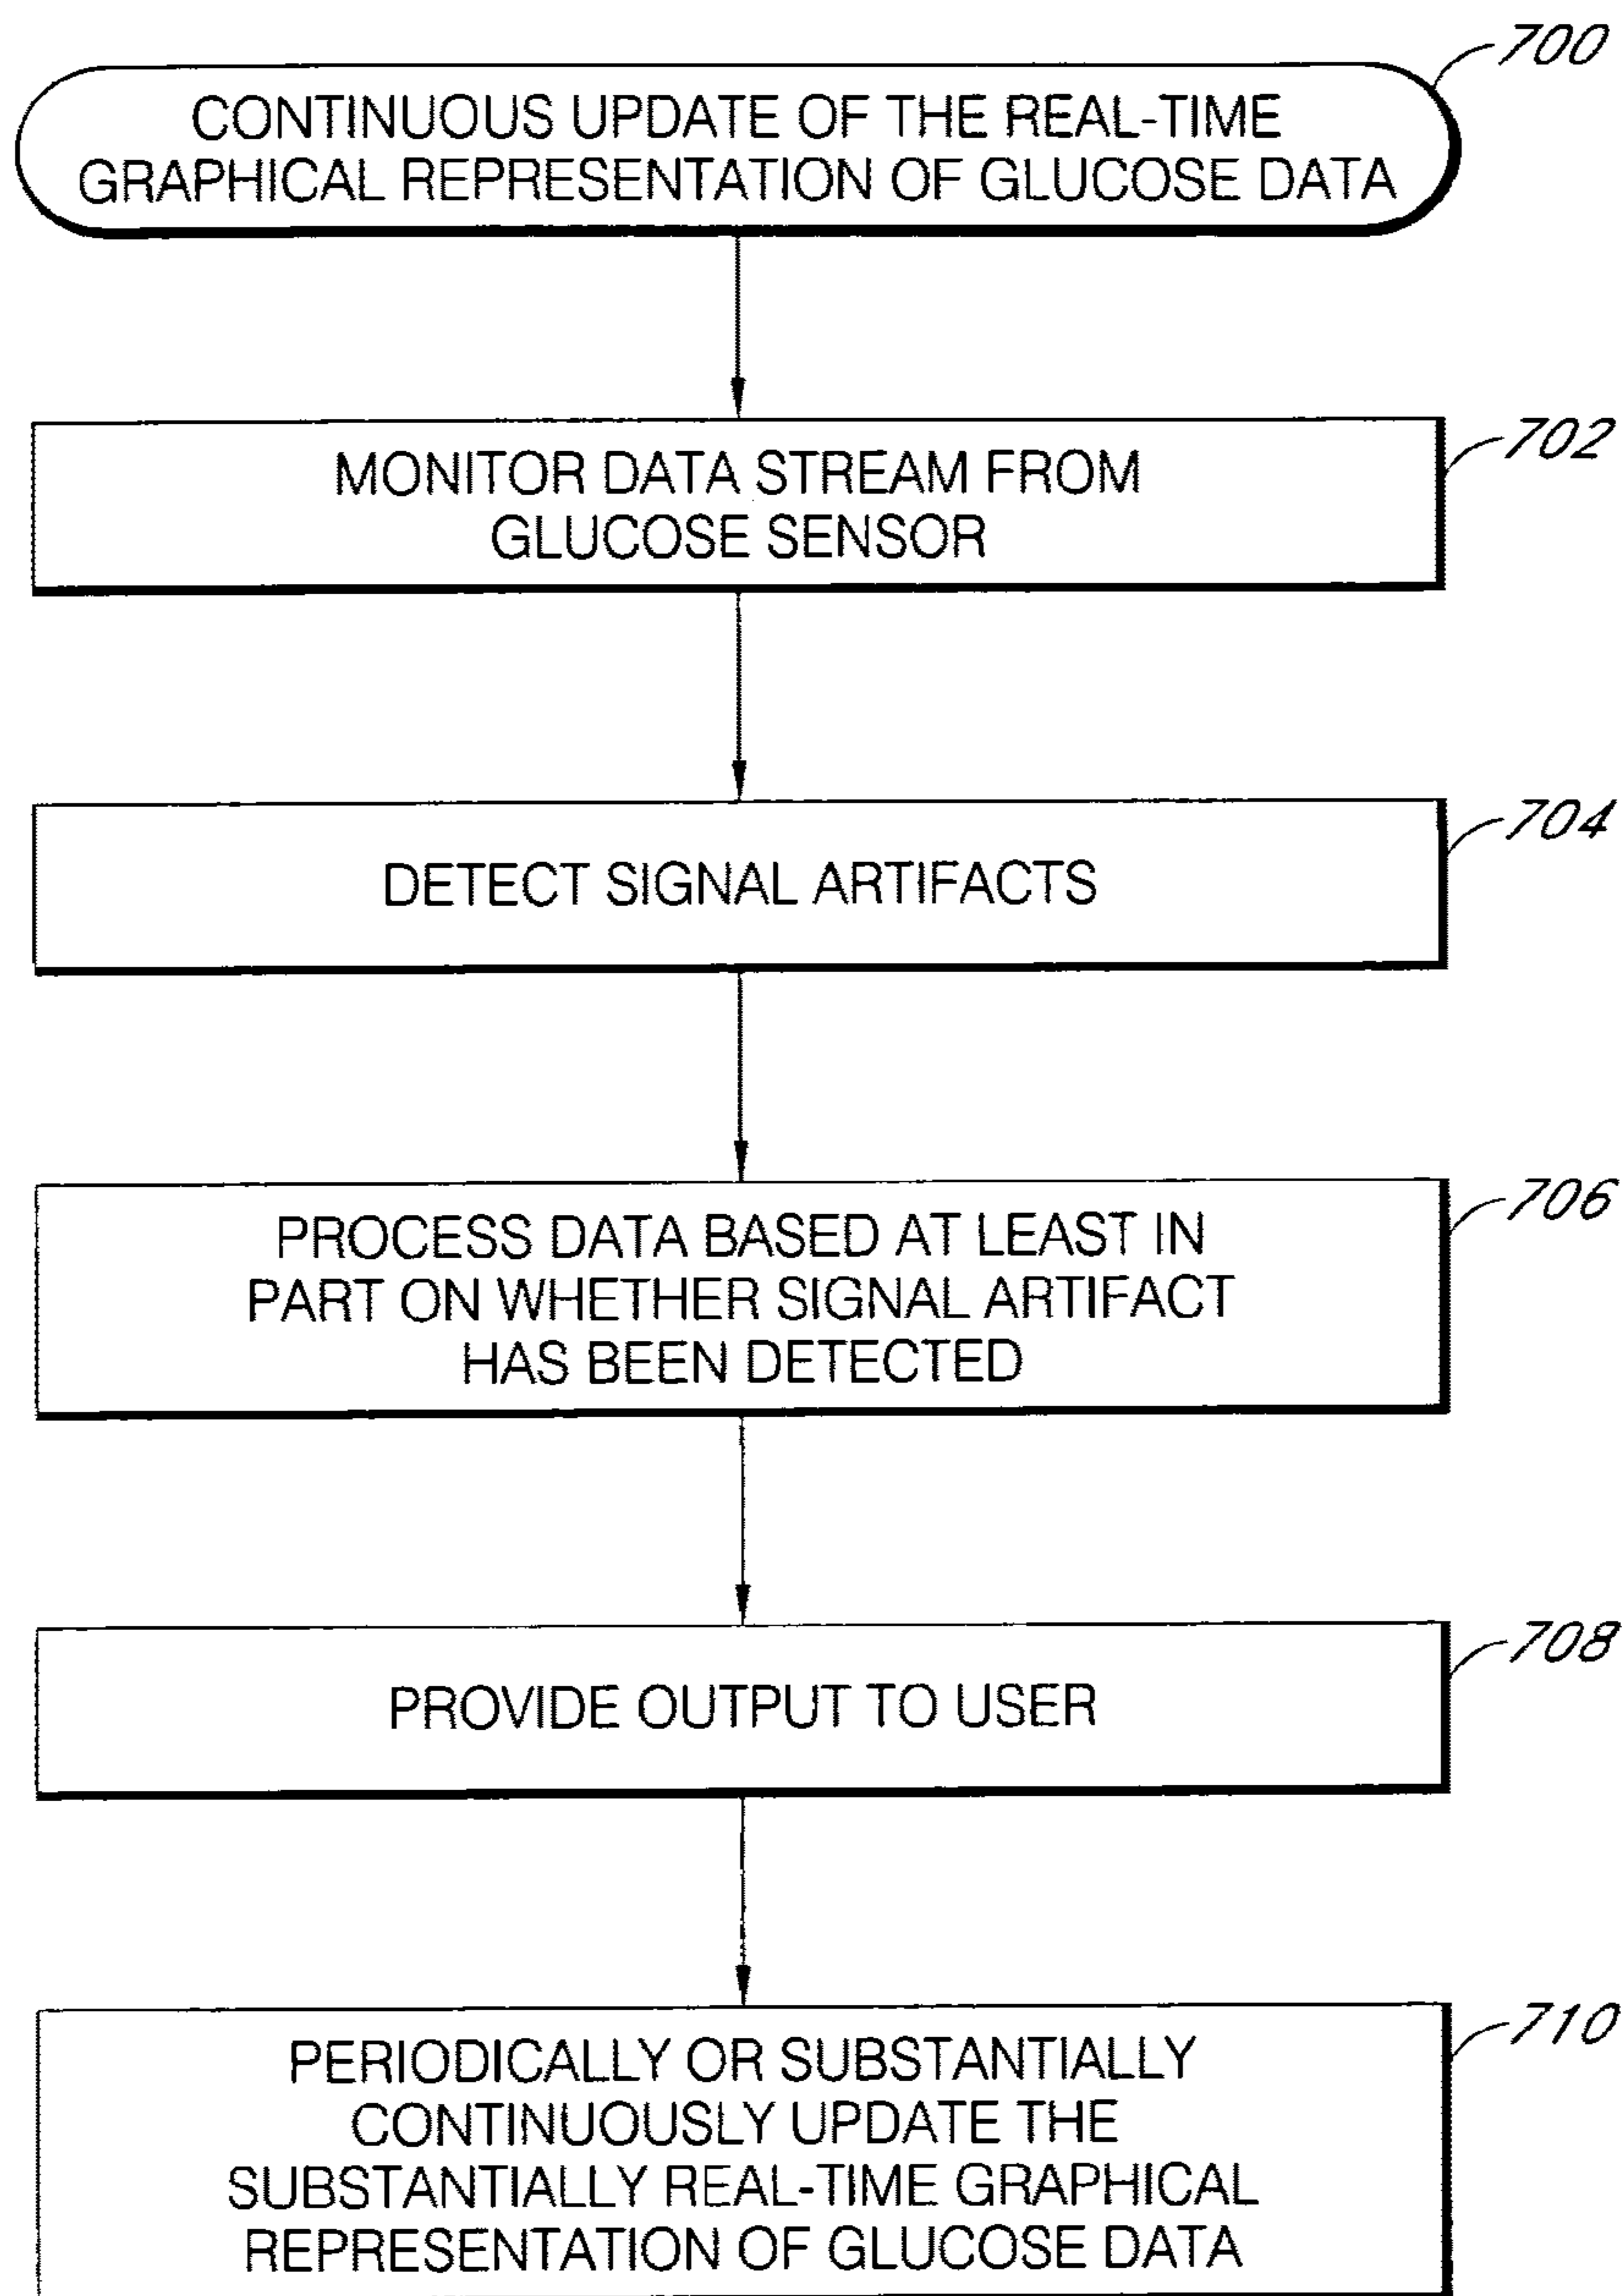 700
CONTINUOUS UPDATE OF THE REAL-TIME
GRAPHICAL REPRESENTATION OF GLUCOSE DATA
702
MONITOR DATA STREAM FROM
GLUCOSE SENSOR
704
DETECT SIGNAL ARTIFACTS
706
PROCESS DATA BASED AT LEAST IN
PART ON WHETHER SIGNAL ARTIFACT
HAS BEEN DETECTED
708
PROVIDE OUTPUT TO USER
710
PERIODICALLY OR SUBSTANTIALLY
CONTINUOUSLY UPDATE THE
SUBSTANTIALLY REAL-TIME GRAPHICAL
REPRESENTATION OF GLUCOSE DATA